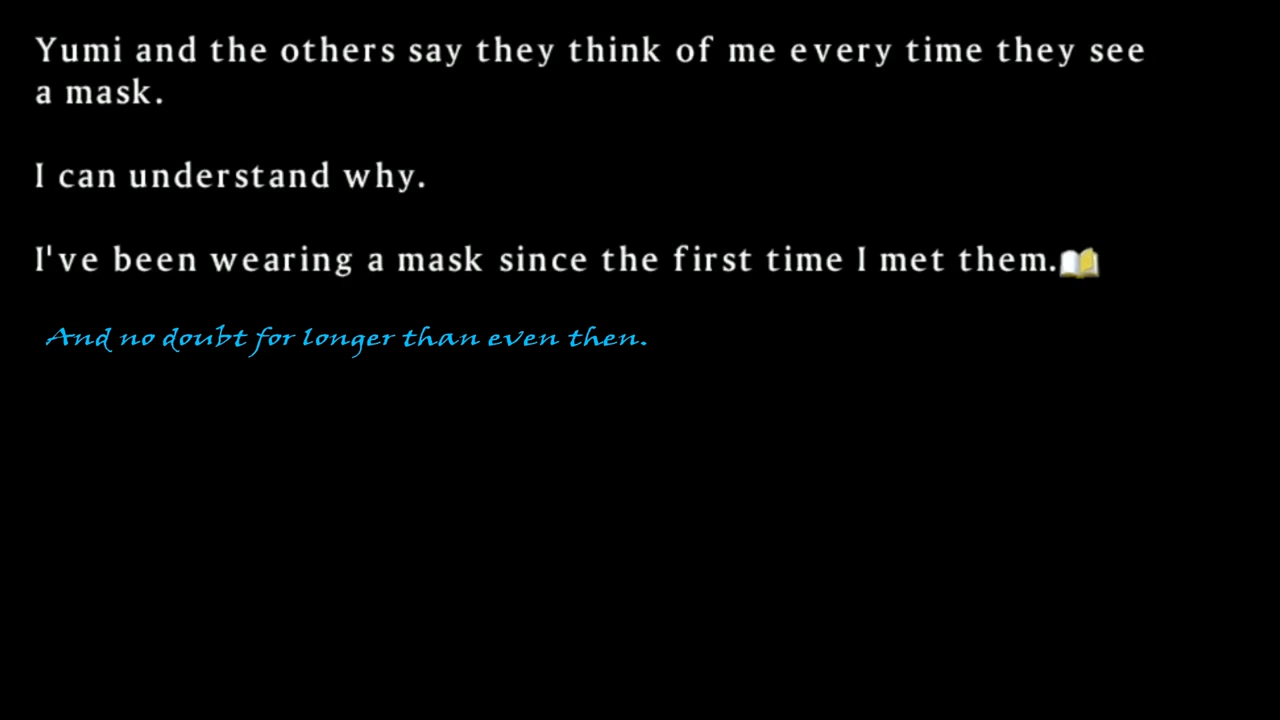 Yumi and the others say they think of me every time they see
a mask.
I can understand why.
I've been wearing a mask since the first time I met them.
And no doubt for longer than even then.